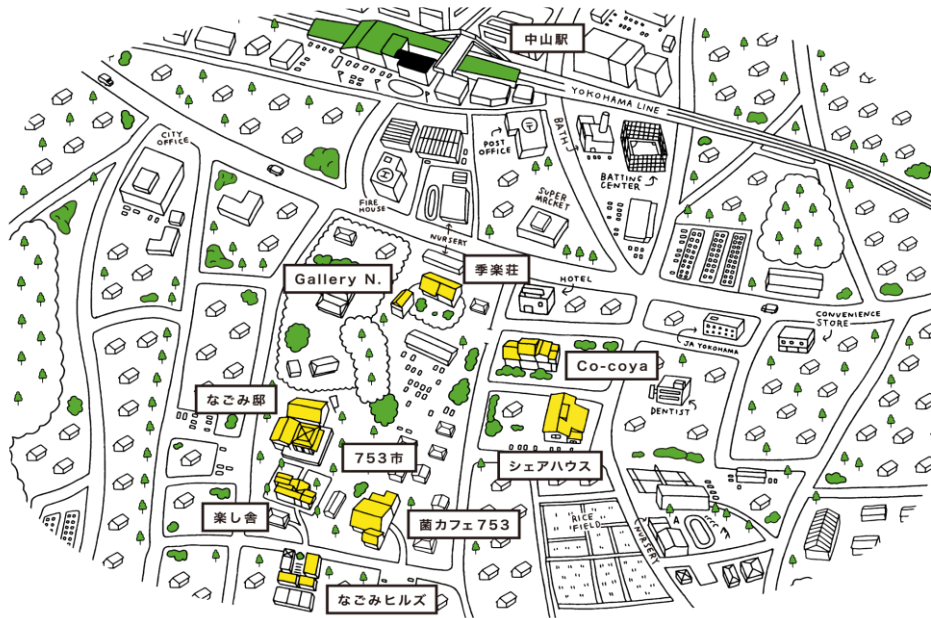 中山駅
YOKOHAMA LINE
CITY
OFFICE
POST
OFFICE
BATH
BATTING
CENTER
FIRE
HOUSE
SUPER
MRCKET
NURSERY
Gallery N.
季楽荘
HOTEL
CONVENIENCE
STORE
JA YOKOHAMA
Co-coya
DENTIST
なごみ邸
753市
シェアハウス
楽し舎
菌カフェ753
RICE
FIELD
NURSERY
A
なごみヒルズ